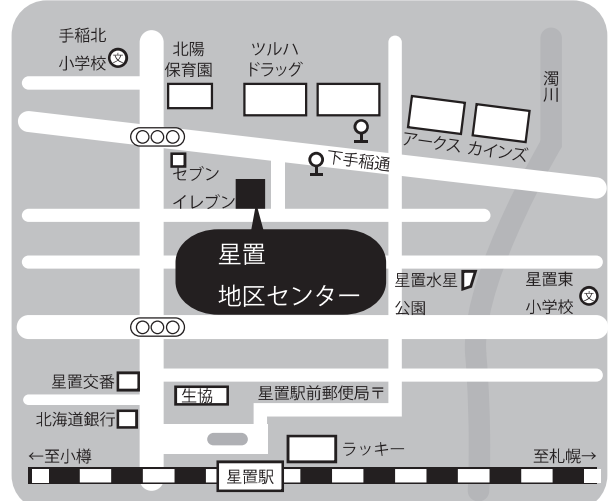 手稲北
小学校
文
北陽
保育園
ツルハ
ドラッグ
濁
川
アークス
カインズ
下手稲通
セブン
イレブン
星置
地区センター
星置水星
公園
星置東
小学校
文
星置交番
生協
星置駅前郵便局〒
北海道銀行
ラッキー
←至小樽
至札幌→
星置駅